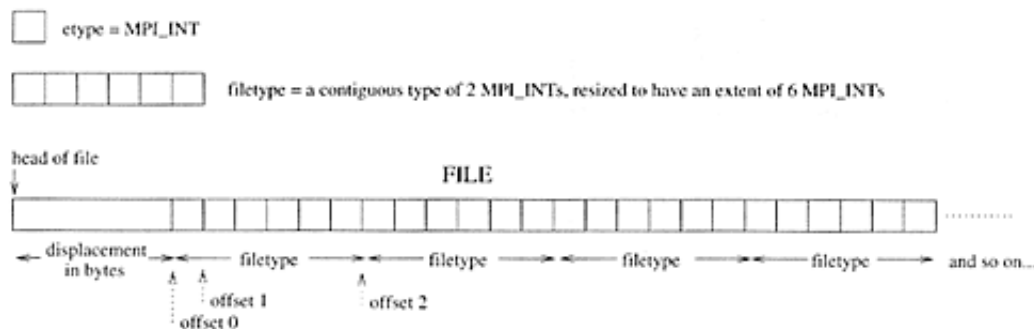 etype = MPI_INT
filetype = a contiguous type of 2 MPI_INTs, resized to have an extent of 6 MPI_INTs
head of file
FILE
displacement
in bytes
filetype
filetype
filetype
filetype
and so on...
offset 1
offset 0
offset 2